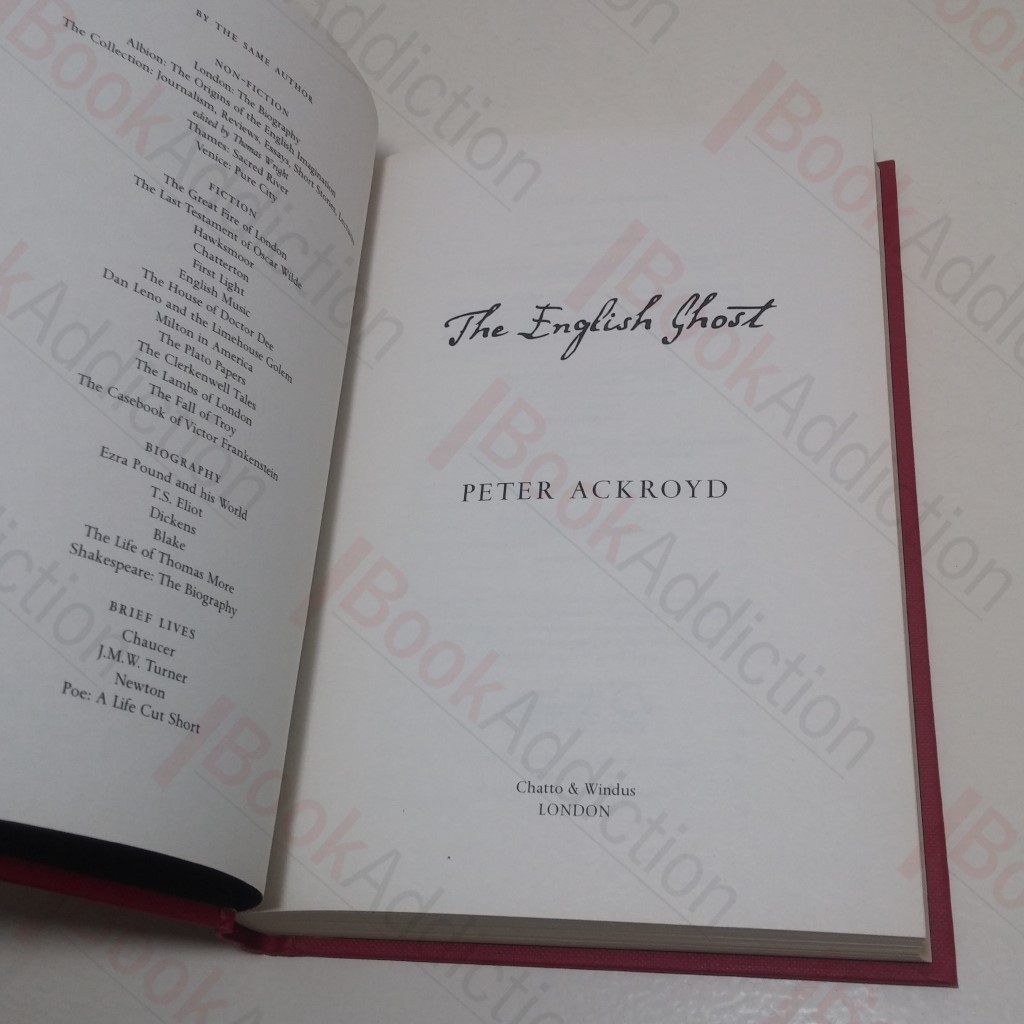 BY THE SAME AUTHOR
NON-FICTION
London: The Biography
Albion: The Origins of the English Imagination
The Collection: Journalism, Reviews, Essays, Short Stories, Lectures
edited by Thomas Wright
Thames: Sacred River
Venice: Pure City
FICTION
The Great Fire of London
The Last Testament of Oscar Wilde
Hawksmoor
Chatterton
First Light
English Music
The House of Doctor Dee
Dan Leno and the Limehouse Golem
Milton in America
The Plato Papers
The Clerkenwell Tales
The Lambs of London
The Fall of Troy
The Casebook of Victor Frankenstein
BIOGRAPHY
Ezra Pound and his World
T.S. Eliot
Dickens
Blake
The Life of Thomas More
Shakespeare: The Biography
BRIEF LIVES
Chaucer
J.M.W. Turner
Newton
Poe: A Life Cut Short
The English Ghost
PETER ACKROYD
Chatto & Windus
LONDON
BookAddiction